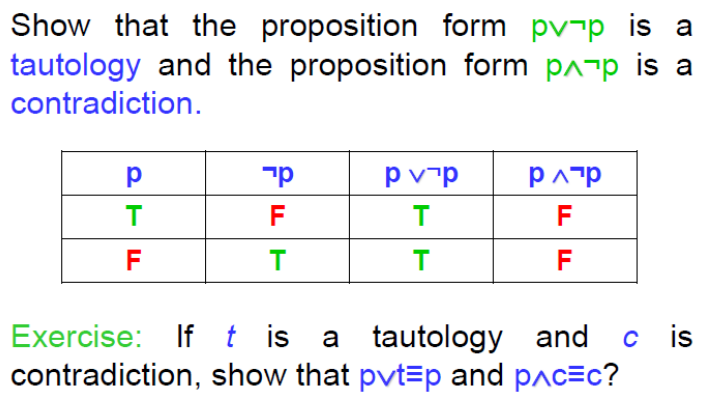 Show that the proposition form p∨¬p is a
tautology and the proposition form p∧¬p is a
contradiction.
p ¬p p ∨¬p p ∧¬p
T F T F
F T T F
Exercise: If t is a tautology and c is
contradiction, show that p∨t≡p and p∧c≡c?